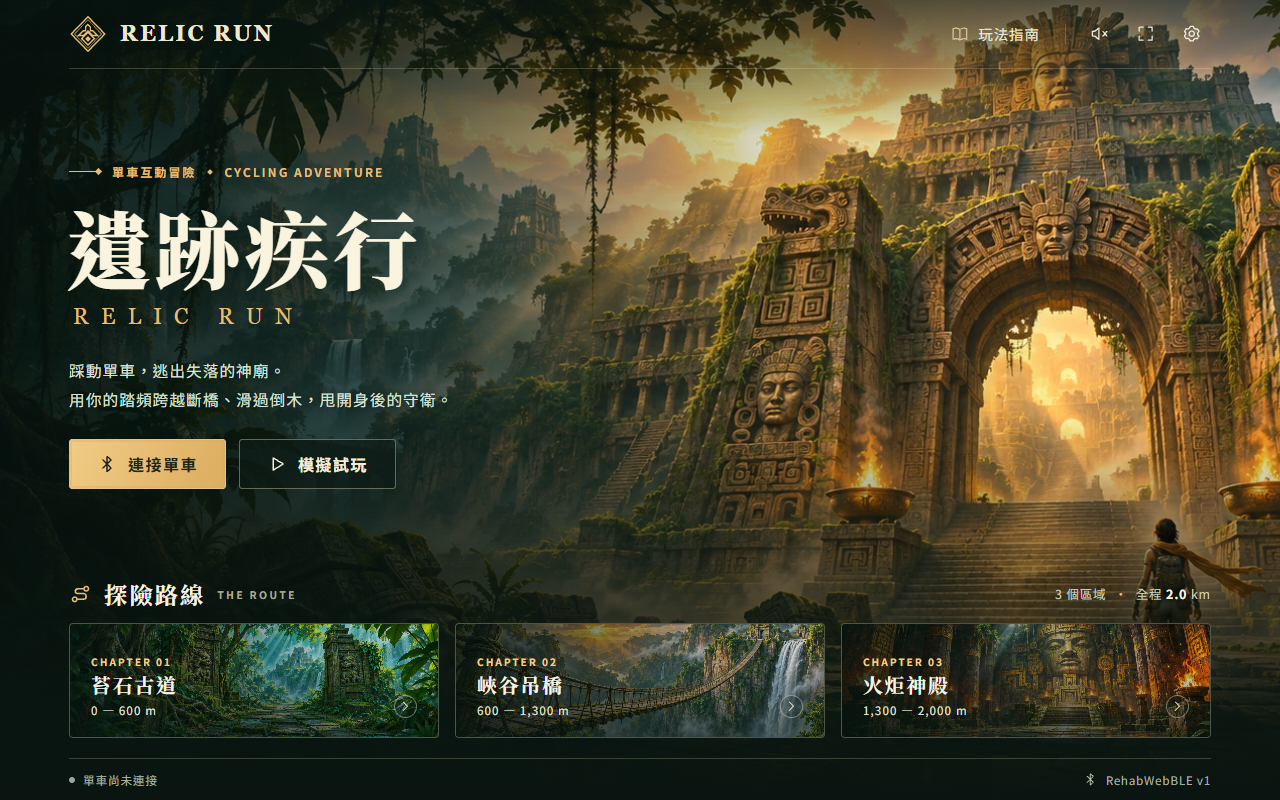 RELIC RUN
玩法指南
單車互動冒險 ◆ CYCLING ADVENTURE
遺跡疾行
RELIC RUN
踩動單車，逃出失落的神廟。
用你的踏頻跨越斷橋、滑過倒木，甩開身後的守衛。
連接單車
模擬試玩
探險路線 THE ROUTE
3 個區域 • 全程 2.0 km
CHAPTER 01
苔石古道
0 — 600 m
CHAPTER 02
峽谷吊橋
600 — 1,300 m
CHAPTER 03
火炬神殿
1,300 — 2,000 m
單車尚未連接
RehabWebBLE v1